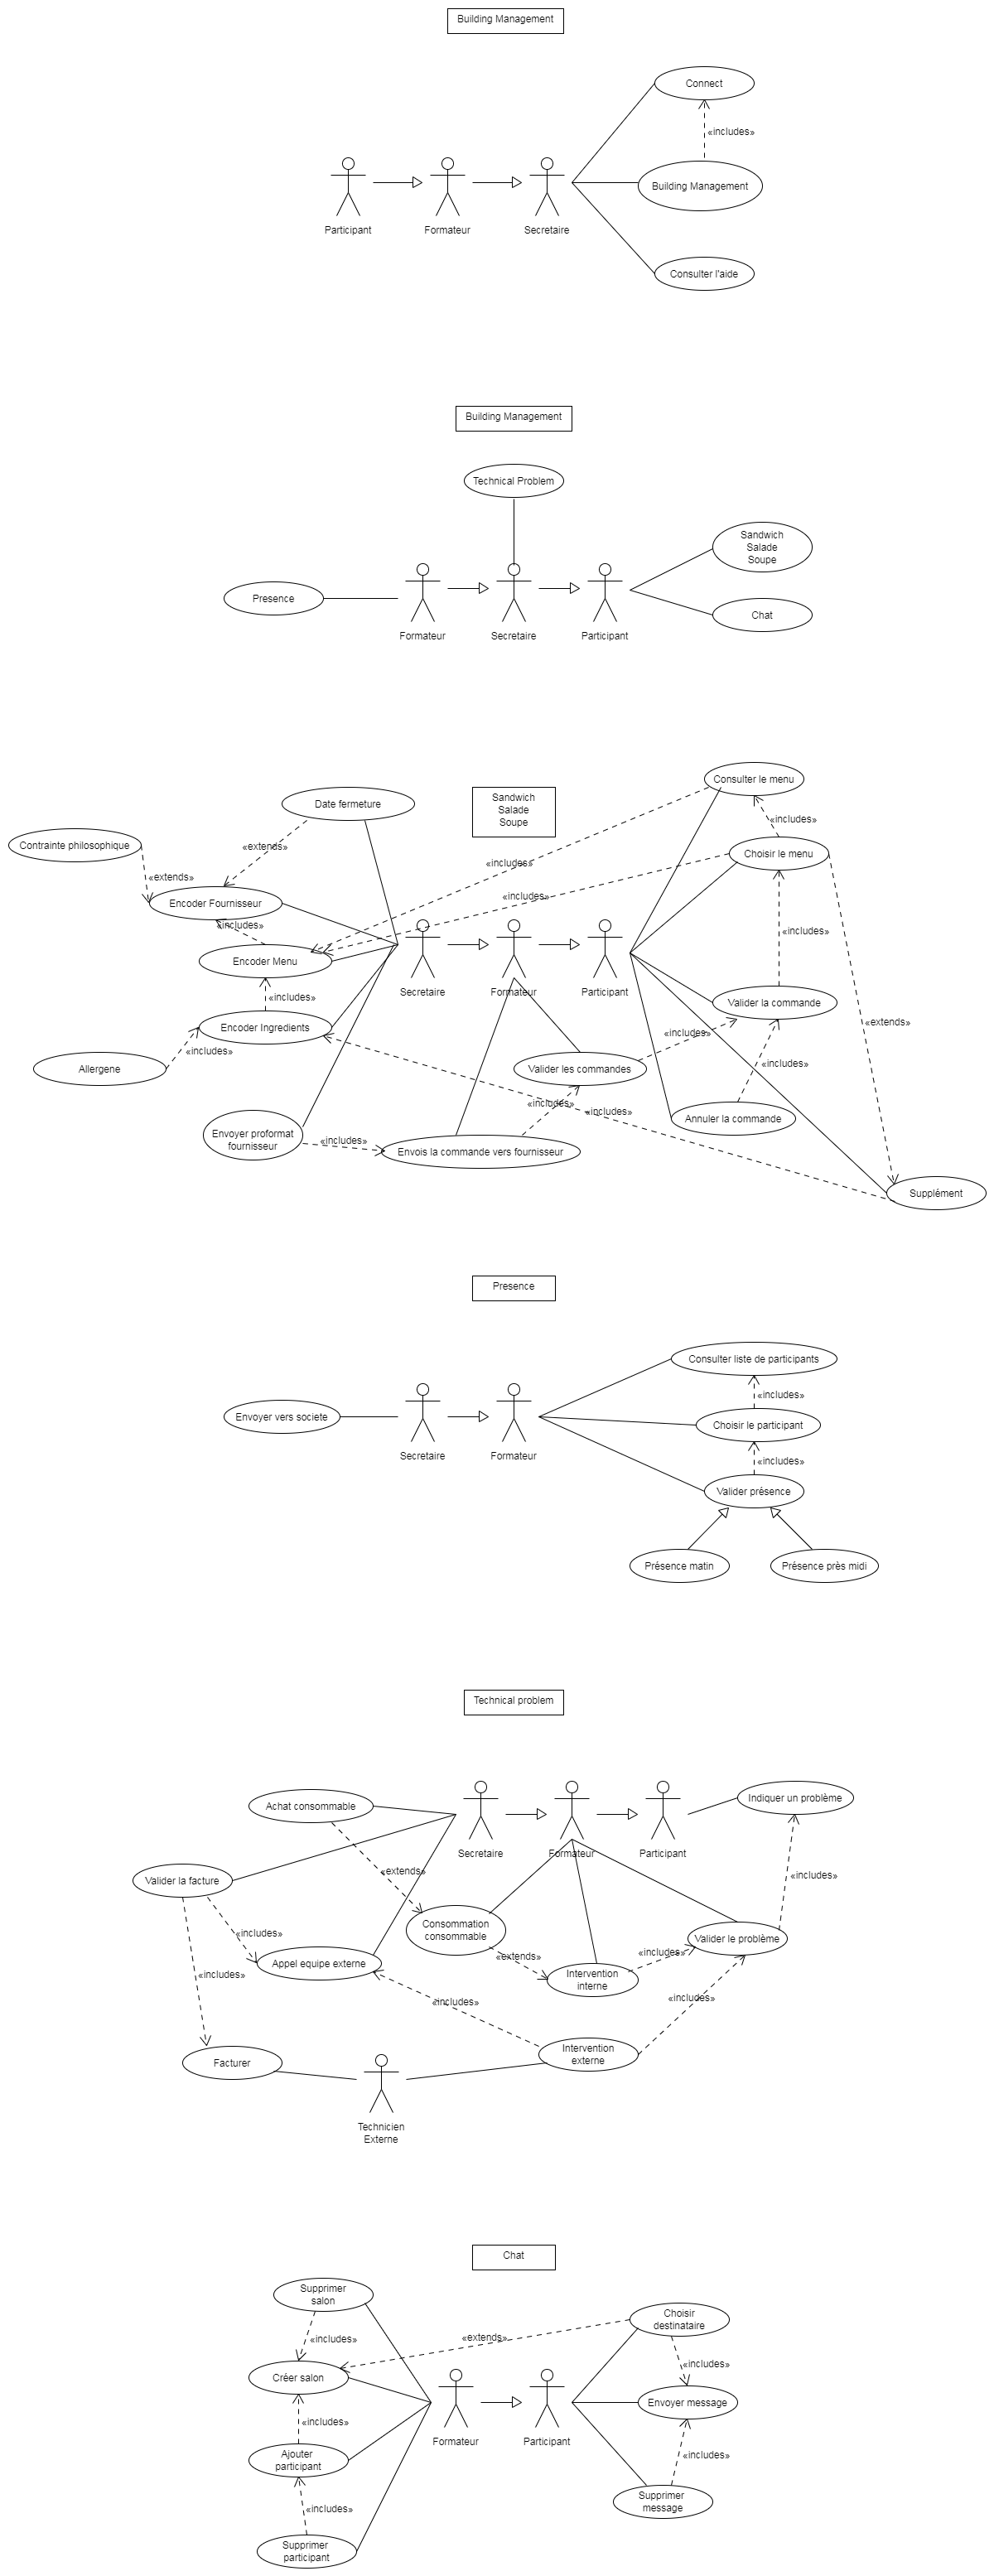 Building Management
Connect
«includes»
Building Management
Participant
Formateur
Secretaire
Consulter l'aide
Building Management
Technical Problem
Sandwich
Salade
Soupe
Presence
Chat
Formateur
Secretaire
Participant
Consulter le menu
Sandwich
Salade
Soupe
Date fermeture
«includes»
Contrainte philosophique
«extends»
Choisir le menu
«includes»
«extends»
«includes»
Encoder Fournisseur
«includes»
«includes»
Encoder Menu
Secretaire
Formateur
Participant
«includes»
Valider la commande
Encoder Ingredients
«extends»
«includes»
«includes»
Allergene
Valider les commandes
«includes»
«includes»
«includes»
Annuler la commande
Envoyer proformat
fournisseur
«includes»
Envois la commande vers fournisseur
Supplément
Presence
Consulter liste de participants
«includes»
Envoyer vers societe
Choisir le participant
Secretaire
Formateur
«includes»
Valider présence
Présence matin
Présence près midi
Technical problem
Achat consommable
Indiquer un problème
Secretaire
Formateur
Participant
«extends»
«includes»
Valider la facture
Consommation
consommable
«includes»
Valider le problème
«includes»
«extends»
Appel equipe externe
Intervention
interne
«includes»
«includes»
«includes»
Intervention
externe
Facturer
Technicien
Externe
Chat
Supprimer
salon
Choisir
destinataire
«includes»
«extends»
«includes»
Créer salon
Envoyer message
«includes»
Formateur
Participant
Ajouter
participant
«includes»
Supprimer
message
«includes»
Supprimer
participant